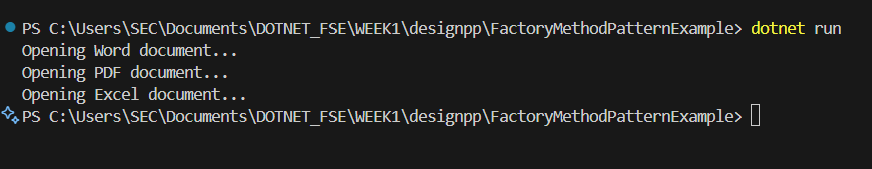 PS C:\Users\SEC\Documents\DOTNET_FSE\WEEK1\designpp\FactoryMethodPatternExample> dotnet run
Opening Word document...
Opening PDF document...
Opening Excel document...
PS C:\Users\SEC\Documents\DOTNET_FSE\WEEK1\designpp\FactoryMethodPatternExample>